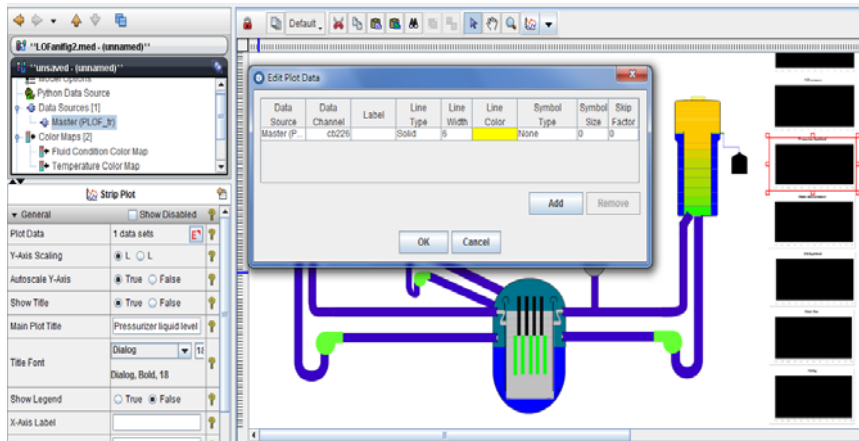 Default
"LOFanifig2.med - (unnamed)"
"unsaved - (unnamed)"
Model Options
Python Data Source
Data Sources [1]
Master (PLOF_tr)
Color Maps [2]
Fluid Condition Color Map
Temperature Color Map
Strip Plot
General
Show Disabled
Plot Data
1 data sets
E
Y-Axis Scaling
L
L
Autoscale Y-Axis
True
False
Show Title
True
False
Main Plot Title
Pressurizer liquid level
Title Font
Dialog
18
Dialog, Bold, 18
Show Legend
True
False
X-Axis Label
Edit Plot Data
Data Source
Data Channel
Label
Line Type
Line Width
Line Color
Symbol Type
Symbol Size
Skip Factor
Master (P...
cb226
Solid
6
None
0
0
Add
Remove
OK
Cancel